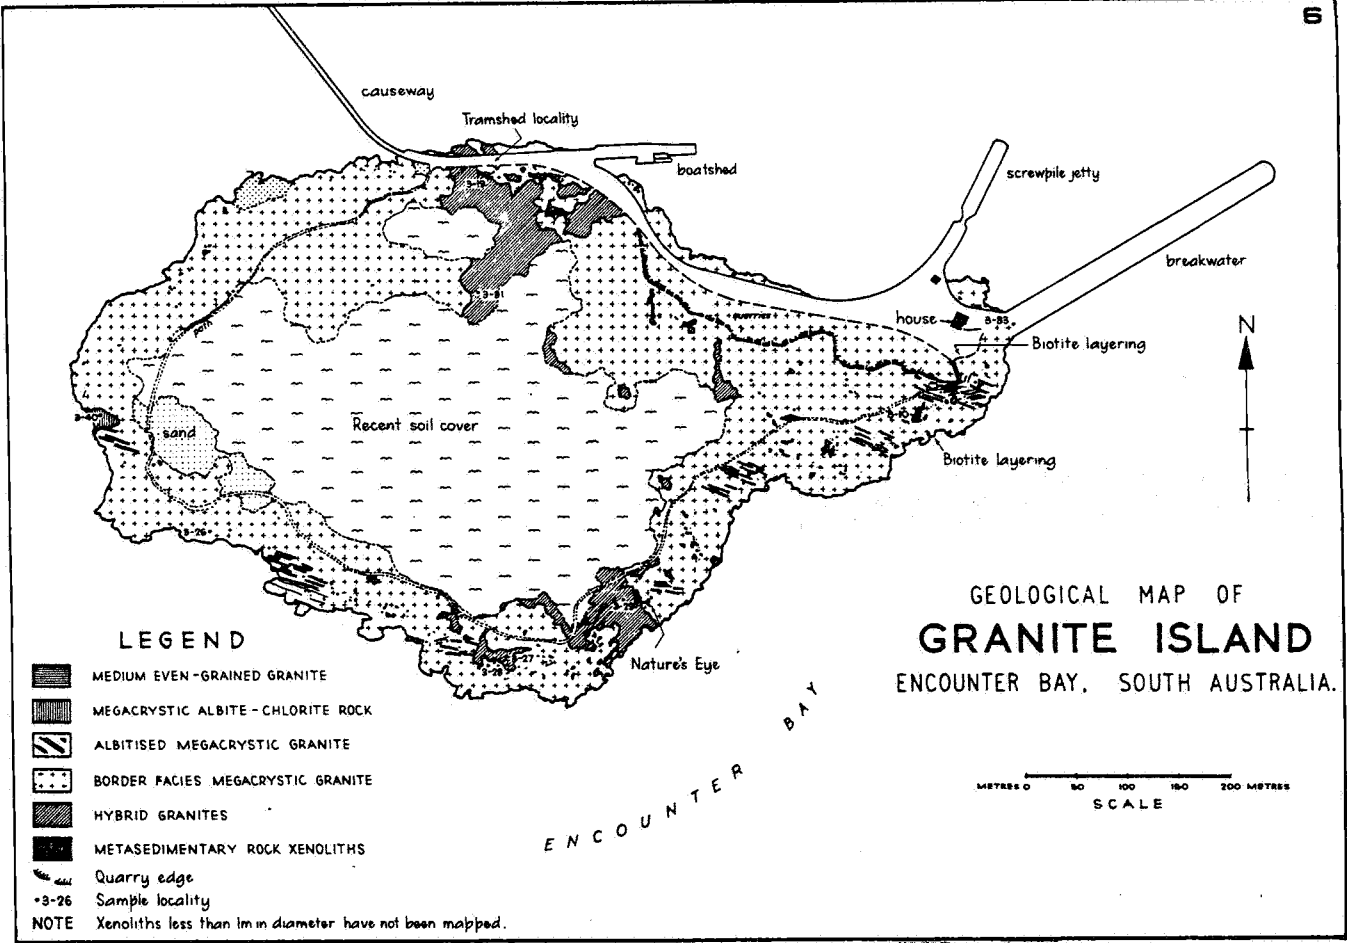 6
causeway
Tramshed locality
boatshed
screwpile jetty
breakwater
3-19
3-81
path
quarries
house
3-83
Biotite layering
N
3-40
sand
Recent soil cover
3-10
Biotite layering
3-26
3-27
3-28
Nature's Eye
GEOLOGICAL MAP OF
GRANITE ISLAND
ENCOUNTER BAY, SOUTH AUSTRALIA.
LEGEND
MEDIUM EVEN-GRAINED GRANITE
MEGACRYSTIC ALBITE-CHLORITE ROCK
ALBITISED MEGACRYSTIC GRANITE
BORDER FACIES MEGACRYSTIC GRANITE
HYBRID GRANITES
METASEDIMENTARY ROCK XENOLITHS
Quarry edge
•3-26 Sample locality
NOTE Xenoliths less than 1m in diameter have not been mapped.
ENCOUNTER BAY
METRES 0 50 100 150 200 METRES
SCALE